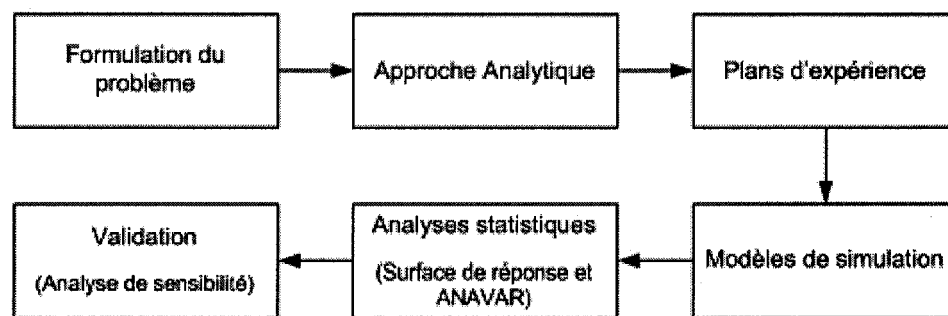 Formulation du
problème
Approche Analytique
Plans d'expérience
Modèles de simulation
Analyses statistiques
(Surface de réponse et
ANAVAR)
Validation
(Analyse de sensibilité)